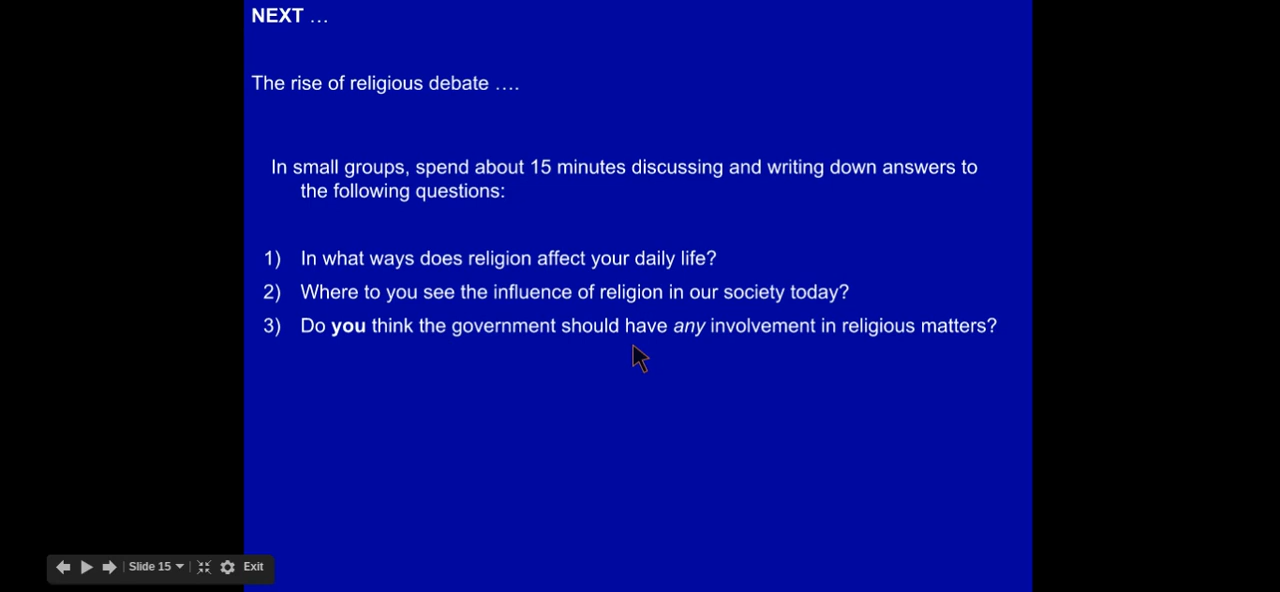 NEXT …
The rise of religious debate ….
In small groups, spend about 15 minutes discussing and writing down answers to
the following questions:
1) In what ways does religion affect your daily life?
2) Where to you see the influence of religion in our society today?
3) Do you think the government should have any involvement in religious matters?
Slide 15 Exit